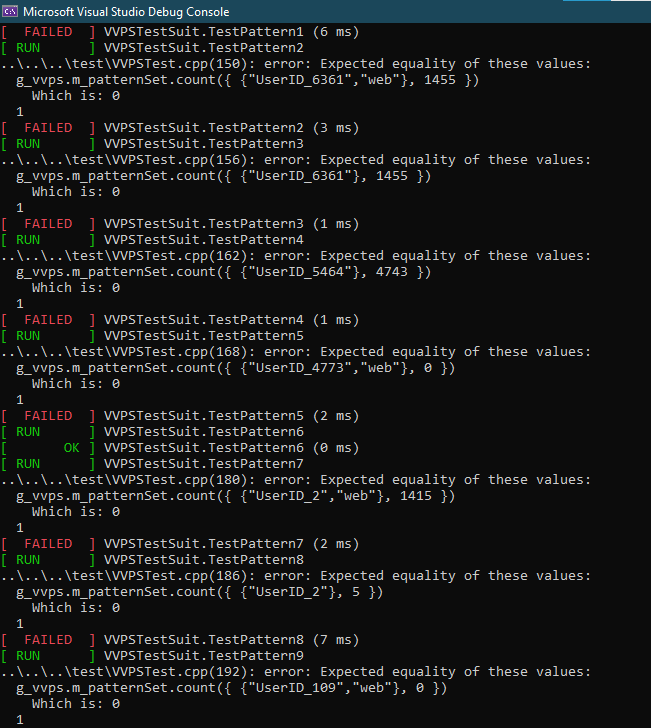 Microsoft Visual Studio Debug Console
[  FAILED  ] VVPSTestSuit.TestPattern1 (6 ms)
[ RUN      ] VVPSTestSuit.TestPattern2
..\..\..\test\VVPSTest.cpp(150): error: Expected equality of these values:
  g_vvps.m_patternSet.count({ {"UserID_6361","web"}, 1455 })
    Which is: 0
  1
[  FAILED  ] VVPSTestSuit.TestPattern2 (3 ms)
[ RUN      ] VVPSTestSuit.TestPattern3
..\..\..\test\VVPSTest.cpp(156): error: Expected equality of these values:
  g_vvps.m_patternSet.count({ {"UserID_6361"}, 1455 })
    Which is: 0
  1
[  FAILED  ] VVPSTestSuit.TestPattern3 (1 ms)
[ RUN      ] VVPSTestSuit.TestPattern4
..\..\..\test\VVPSTest.cpp(162): error: Expected equality of these values:
  g_vvps.m_patternSet.count({ {"UserID_5464"}, 4743 })
    Which is: 0
  1
[  FAILED  ] VVPSTestSuit.TestPattern4 (1 ms)
[ RUN      ] VVPSTestSuit.TestPattern5
..\..\..\test\VVPSTest.cpp(168): error: Expected equality of these values:
  g_vvps.m_patternSet.count({ {"UserID_4773","web"}, 0 })
    Which is: 0
  1
[  FAILED  ] VVPSTestSuit.TestPattern5 (2 ms)
[ RUN      ] VVPSTestSuit.TestPattern6
[       OK ] VVPSTestSuit.TestPattern6 (0 ms)
[ RUN      ] VVPSTestSuit.TestPattern7
..\..\..\test\VVPSTest.cpp(180): error: Expected equality of these values:
  g_vvps.m_patternSet.count({ {"UserID_2","web"}, 1415 })
    Which is: 0
  1
[  FAILED  ] VVPSTestSuit.TestPattern7 (2 ms)
[ RUN      ] VVPSTestSuit.TestPattern8
..\..\..\test\VVPSTest.cpp(186): error: Expected equality of these values:
  g_vvps.m_patternSet.count({ {"UserID_2"}, 5 })
    Which is: 0
  1
[  FAILED  ] VVPSTestSuit.TestPattern8 (7 ms)
[ RUN      ] VVPSTestSuit.TestPattern9
..\..\..\test\VVPSTest.cpp(192): error: Expected equality of these values:
  g_vvps.m_patternSet.count({ {"UserID_109","web"}, 0 })
    Which is: 0
  1